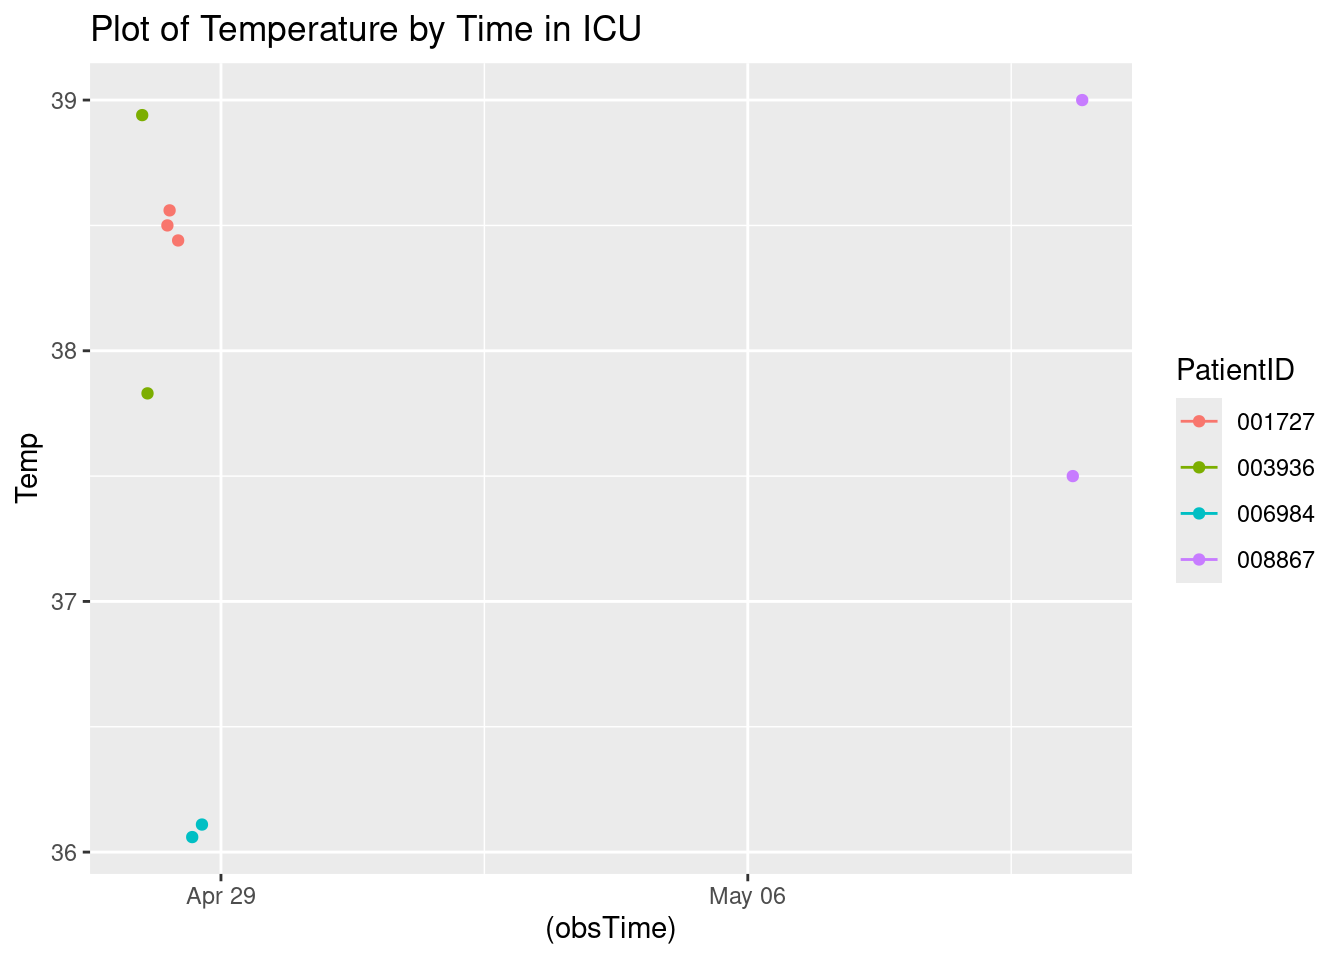 Plot of Temperature by Time in ICU
39
38
37
36
Temp
Apr 29
May 06
(obsTime)
PatientID
001727
003936
006984
008867